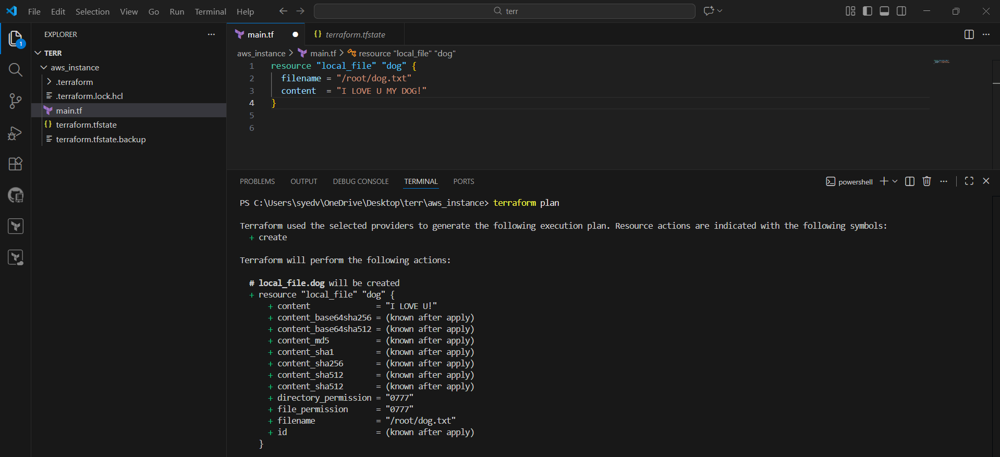 File Edit Selection View Go Run Terminal Help
terr
EXPLORER
1
TERR
aws_instance
.terraform
.terraform.lock.hcl
main.tf
terraform.tfstate
terraform.tfstate.backup
main.tf
{} terraform.tfstate
aws_instance > main.tf > resource "local_file" "dog"
1 resource "local_file" "dog" {
2 filename = "/root/dog.txt"
3 content  = "I LOVE U MY DOG!"
4 }
5
6
PROBLEMS OUTPUT DEBUG CONSOLE TERMINAL PORTS
powershell
PS C:\Users\syedv\OneDrive\Desktop\terr\aws_instance> terraform plan
Terraform used the selected providers to generate the following execution plan. Resource actions are indicated with the following symbols:
+ create
Terraform will perform the following actions:
# local_file.dog will be created
+ resource "local_file" "dog" {
+ content              = "I LOVE U!"
+ content_base64sha256 = (known after apply)
+ content_base64sha512 = (known after apply)
+ content_md5          = (known after apply)
+ content_sha1         = (known after apply)
+ content_sha256       = (known after apply)
+ content_sha512       = (known after apply)
+ content_sha512       = (known after apply)
+ directory_permission = "0777"
+ file_permission      = "0777"
+ filename             = "/root/dog.txt"
+ id                   = (known after apply)
}